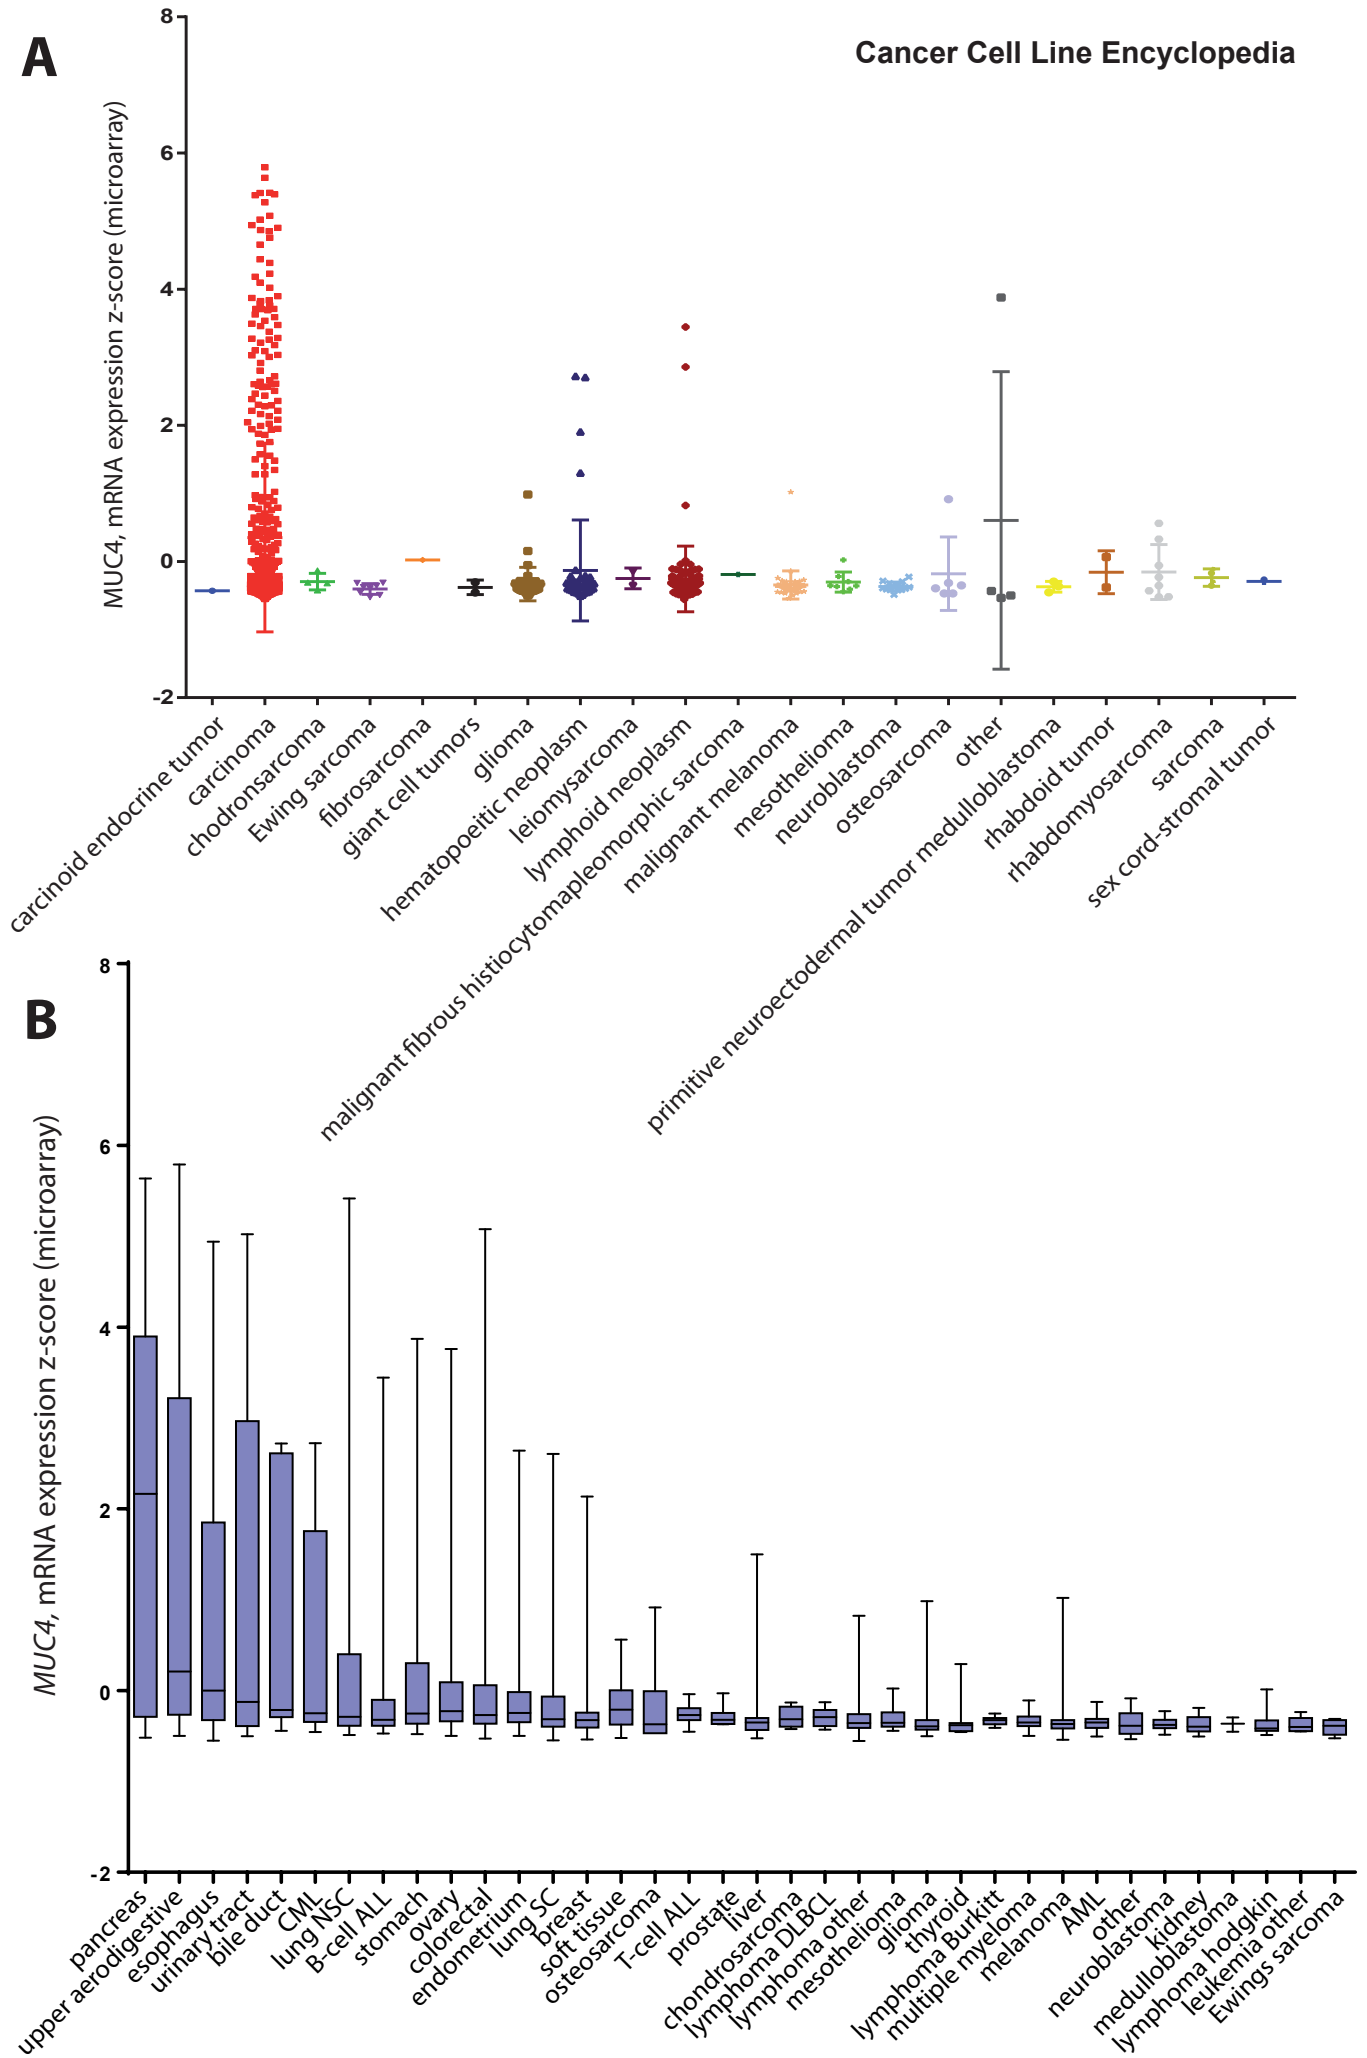 A
Cancer Cell Line Encyclopedia
MUC4, mRNA expression z-score (microarray)
8
6
4
2
0
-2
carcinoid endocrine tumor
carcinoma
chodronsarcoma
Ewing sarcoma
fibrosarcoma
giant cell tumors
glioma
hematopoeitic neoplasm
leiomysarcoma
lymphoid neoplasm
malignant fibrous histiocytomapleomorphic sarcoma
malignant melanoma
mesothelioma
neuroblastoma
osteosarcoma
other
primitive neuroectodermal tumor medulloblastoma
rhabdoid tumor
rhabdomyosarcoma
sarcoma
sex cord-stromal tumor
B
MUC4, mRNA expression z-score (microarray)
8
6
4
2
0
-2
pancreas
upper aerodigestive
esophagus
urinary tract
bile duct
CML
lung NSC
B-cell ALL
stomach
ovary
colorectal
endometrium
lung SC
breast
soft tissue
osteosarcoma
T-cell ALL
prostate
liver
chondrosarcoma
lymphoma DLBCL
lymphoma other
mesothelioma
glioma
thyroid
lymphoma Burkitt
multiple myeloma
melanoma
AML
other
neuroblastoma
kidney
medulloblastoma
lymphoma hodgkin
leukemia other
Ewings sarcoma